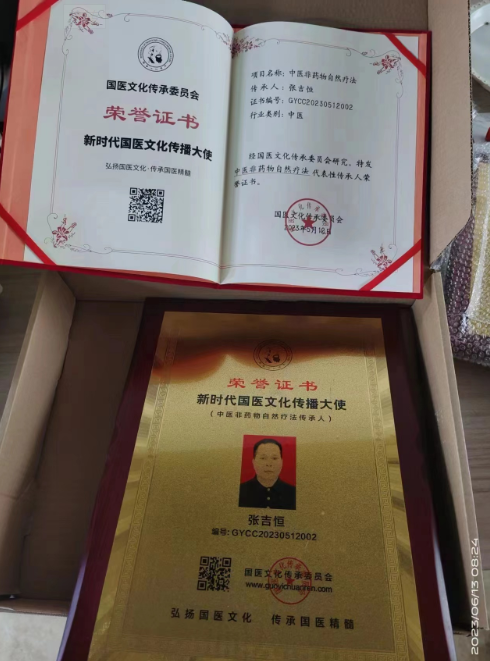 国医文化传承委员会
荣誉证书
新时代国医文化传播大使
弘扬国医文化·传承国医精髓
项目名称：中医非药物自然疗法
传承人：张吉恒
证书编号：GYCC20230512002
行业类别：中医
经国医文化传承委员会研究，特发
中医非药物自然疗法 代表性传承人荣
誉证书。
国医文化传承委员会
2023年5月12日
荣誉证书
新时代国医文化传播大使
（中医非药物自然疗法传承人）
张吉恒
编号：GYCC20230512002
国医文化传承委员会
弘扬国医文化 传承国医精髓
2023/06/13 08:24